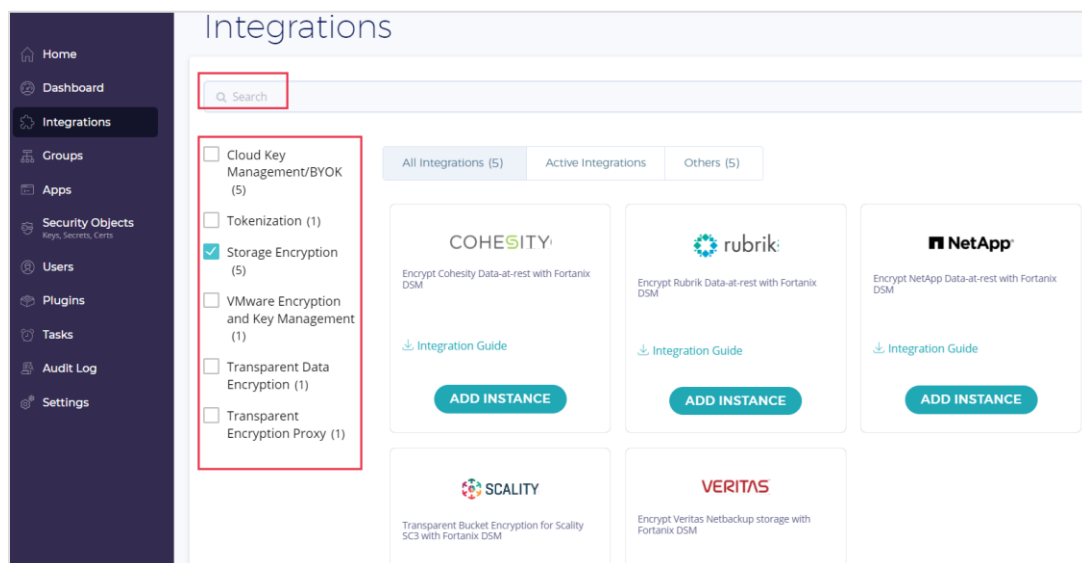 Integrations
Home
Dashboard
Integrations
Groups
Apps
Security Objects
Keys, Secrets, Certs
Users
Plugins
Tasks
Audit Log
Settings
Search
Cloud Key
Management/BYOK
(5)
Tokenization (1)
Storage Encryption
(5)
VMware Encryption
and Key Management
(1)
Transparent Data
Encryption (1)
Transparent
Encryption Proxy (1)
All Integrations (5)
Active Integrations
Others (5)
COHESITY
Encrypt Cohesity Data-at-rest with Fortanix
DSM
Integration Guide
ADD INSTANCE
rubrik
Encrypt Rubrik Data-at-rest with Fortanix
DSM
Integration Guide
ADD INSTANCE
NetApp
Encrypt NetApp Data-at-rest with Fortanix
DSM
Integration Guide
ADD INSTANCE
SCALITY
Transparent Bucket Encryption for Scality
SC3 with Fortanix DSM
VERITAS
Encrypt Veritas Netbackup storage with
Fortanix DSM